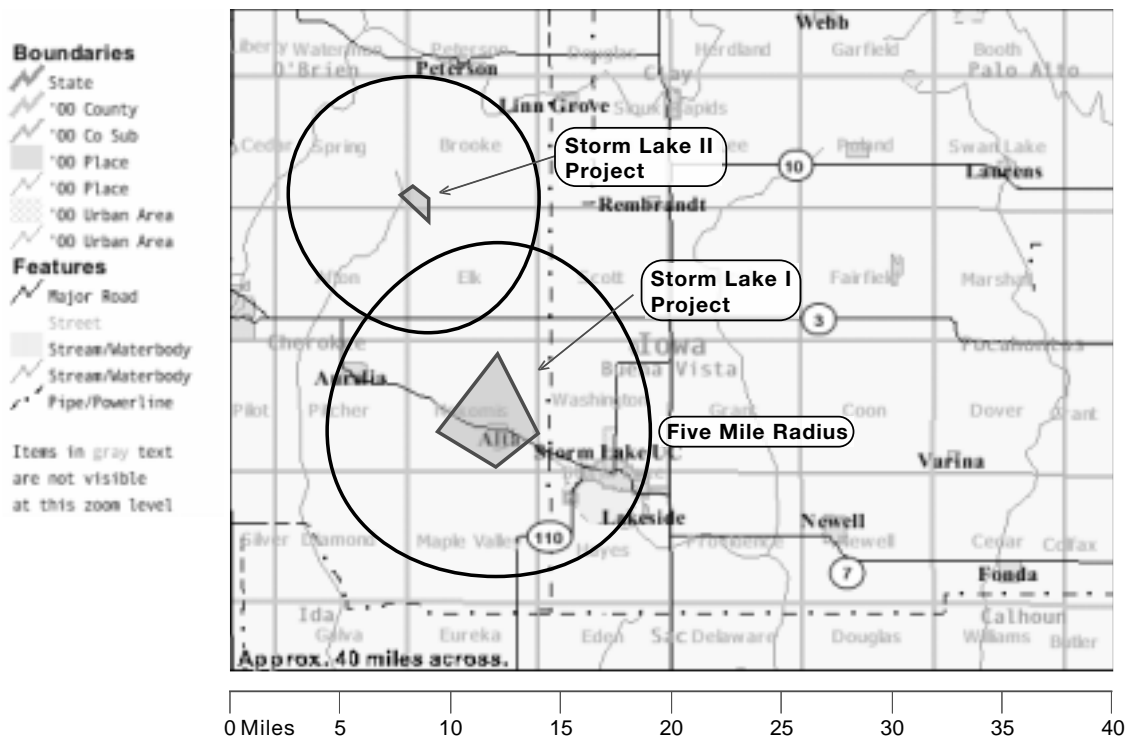 Boundaries
State
'00 County
'00 Co Sub
'00 Place
'00 Place
'00 Urban Area
'00 Urban Area
Features
Major Road
Street
Stream/Waterbody
Stream/Waterbody
Pipe/Powerline
Items in gray text
are not visible
at this zoom level
Webb
Liberty Waterman Peterson Douglas Herdland Garfield Booth
O'Brien Peterson Clay Palo Alto
Linn Grove Sioux Rapids
Cedar Spring Brooke Poland Swan Lake
Storm Lake II
Project
10
Laurens
Rembrandt
Afton Elk Scott Fairfield Marshal
Storm Lake I
Project
3
Cherokee Iowa Pocahontas
Buena Vista
Aurelia
Pilot Pilcher Nokomis Washington Grant Coon Dover Grant
Alta
Five Mile Radius
Storm Lake UC
Varina
Lakeside Newell
Silver Diamond Maple Valley 110 Hayes Providence Newell Cedar Colfax
7
Fonda
Ida Calhoun
Galva Eureka Eden Sac Delaware Douglas Williams Butler
Approx. 40 miles across.
0 Miles 5 10 15 20 25 30 35 40